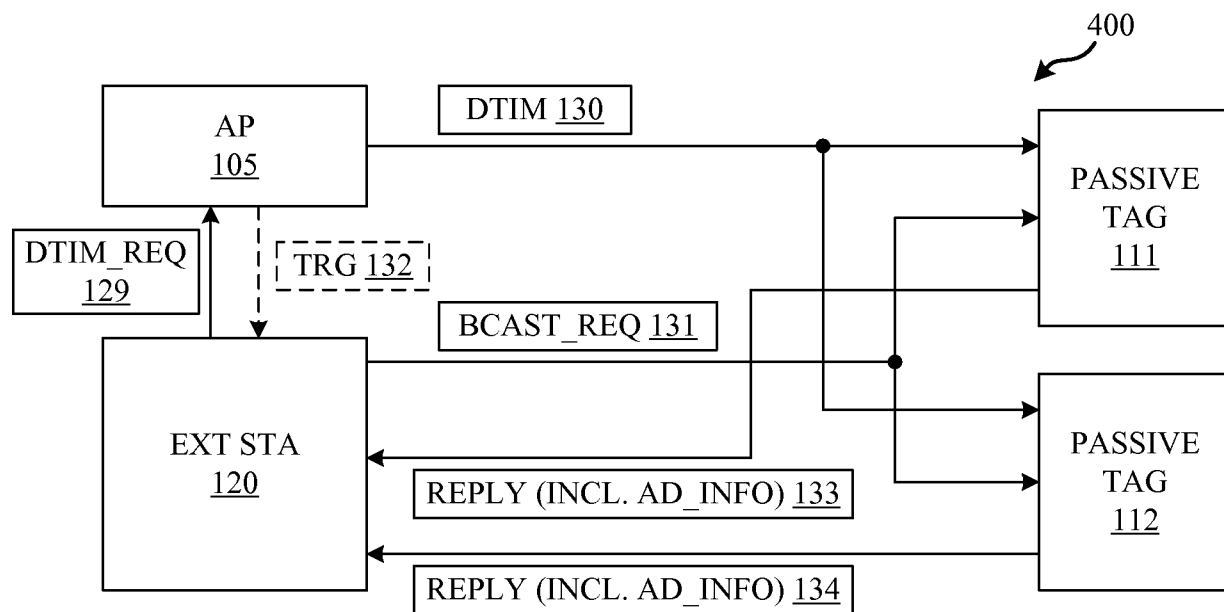 400
AP
105
DTIM 130
PASSIVE
TAG
111
DTIM_REQ
129
TRG 132
BCAST_REQ 131
EXT STA
120
REPLY (INCL. AD_INFO) 133
PASSIVE
TAG
112
REPLY (INCL. AD_INFO) 134